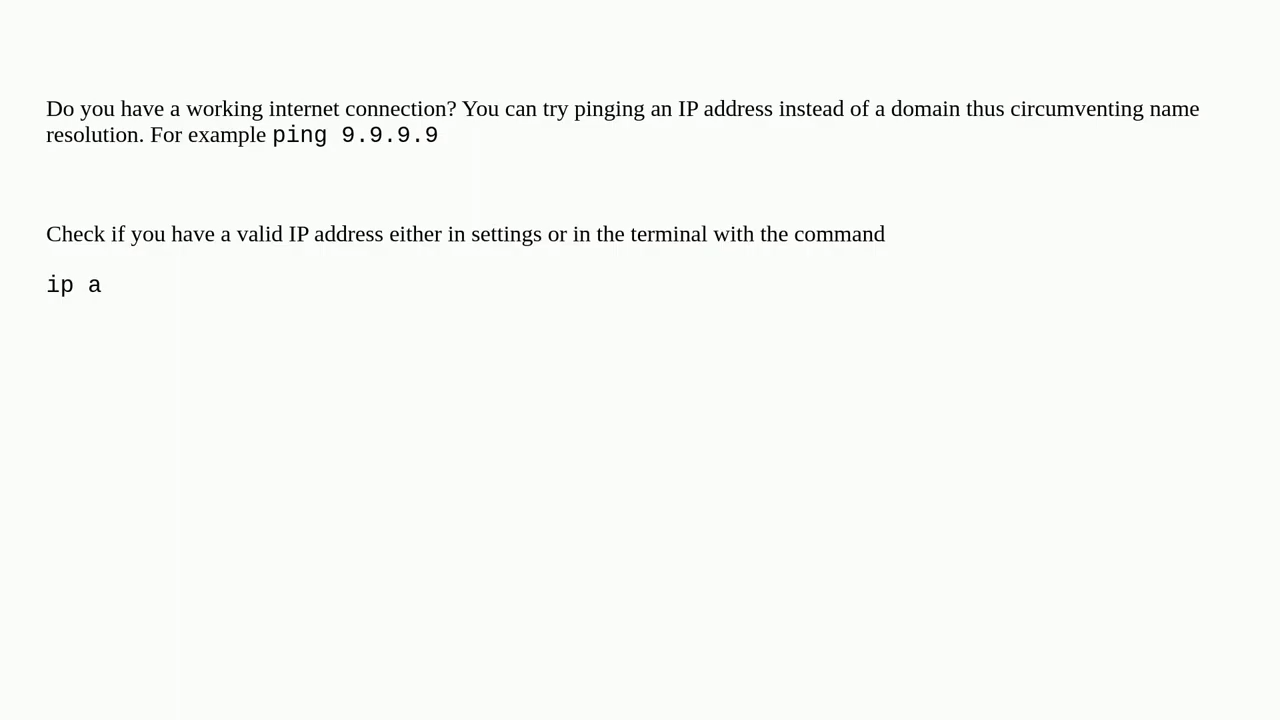 Do you have a working internet connection? You can try pinging an IP address instead of a domain thus circumventing name
resolution. For example ping 9.9.9.9
Check if you have a valid IP address either in settings or in the terminal with the command
ip a